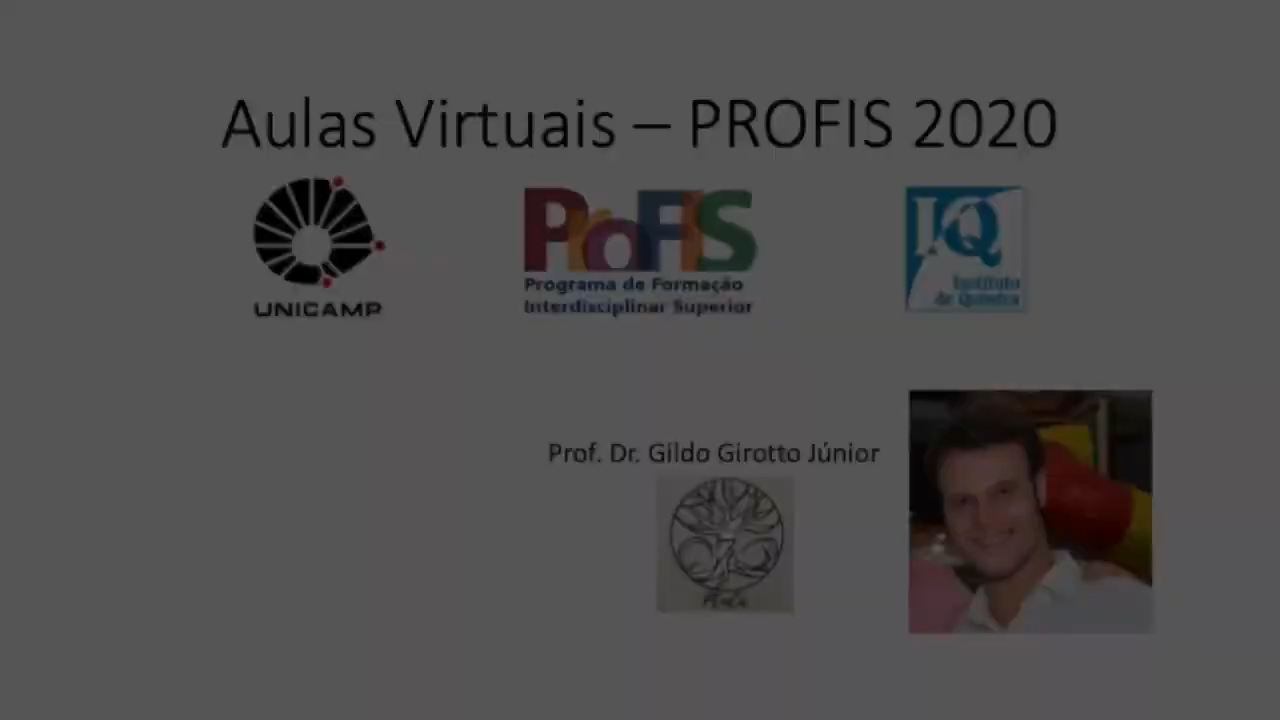 Aulas Virtuais – PROFIS 2020
UNICAMP
ProFIS
Programa de Formação
Interdisciplinar Superior
IQ
Instituto
de Química
Prof. Dr. Gildo Girotto Júnior